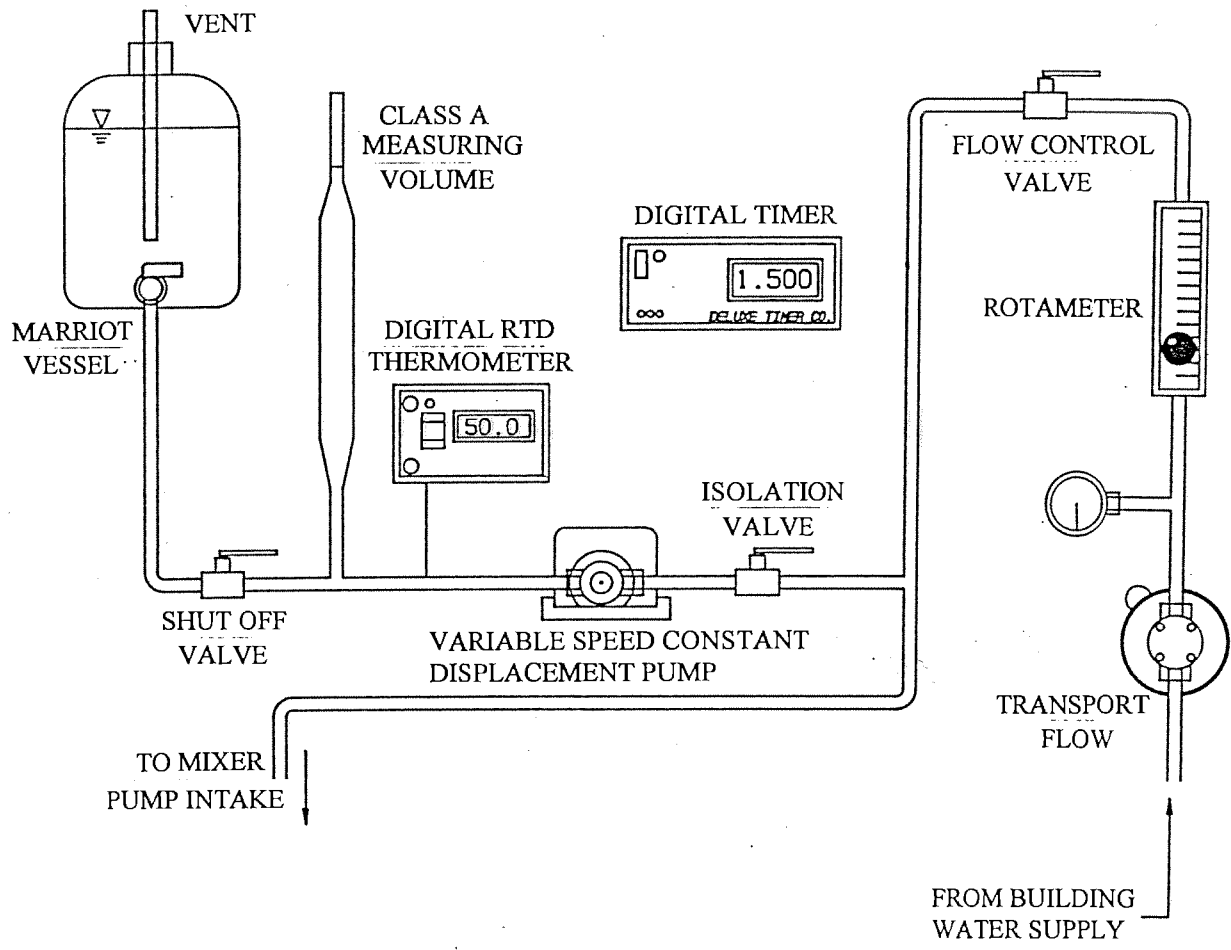 VENT
CLASS A
MEASURING
VOLUME
FLOW CONTROL
VALVE
DIGITAL TIMER
1.500
DELUXE TIMER CO.
ROTAMETER
MARRIOT
VESSEL
DIGITAL RTD
THERMOMETER
50.0
ISOLATION
VALVE
SHUT OFF
VALVE
VARIABLE SPEED CONSTANT
DISPLACEMENT PUMP
TRANSPORT
FLOW
TO MIXER
PUMP INTAKE
FROM BUILDING
WATER SUPPLY